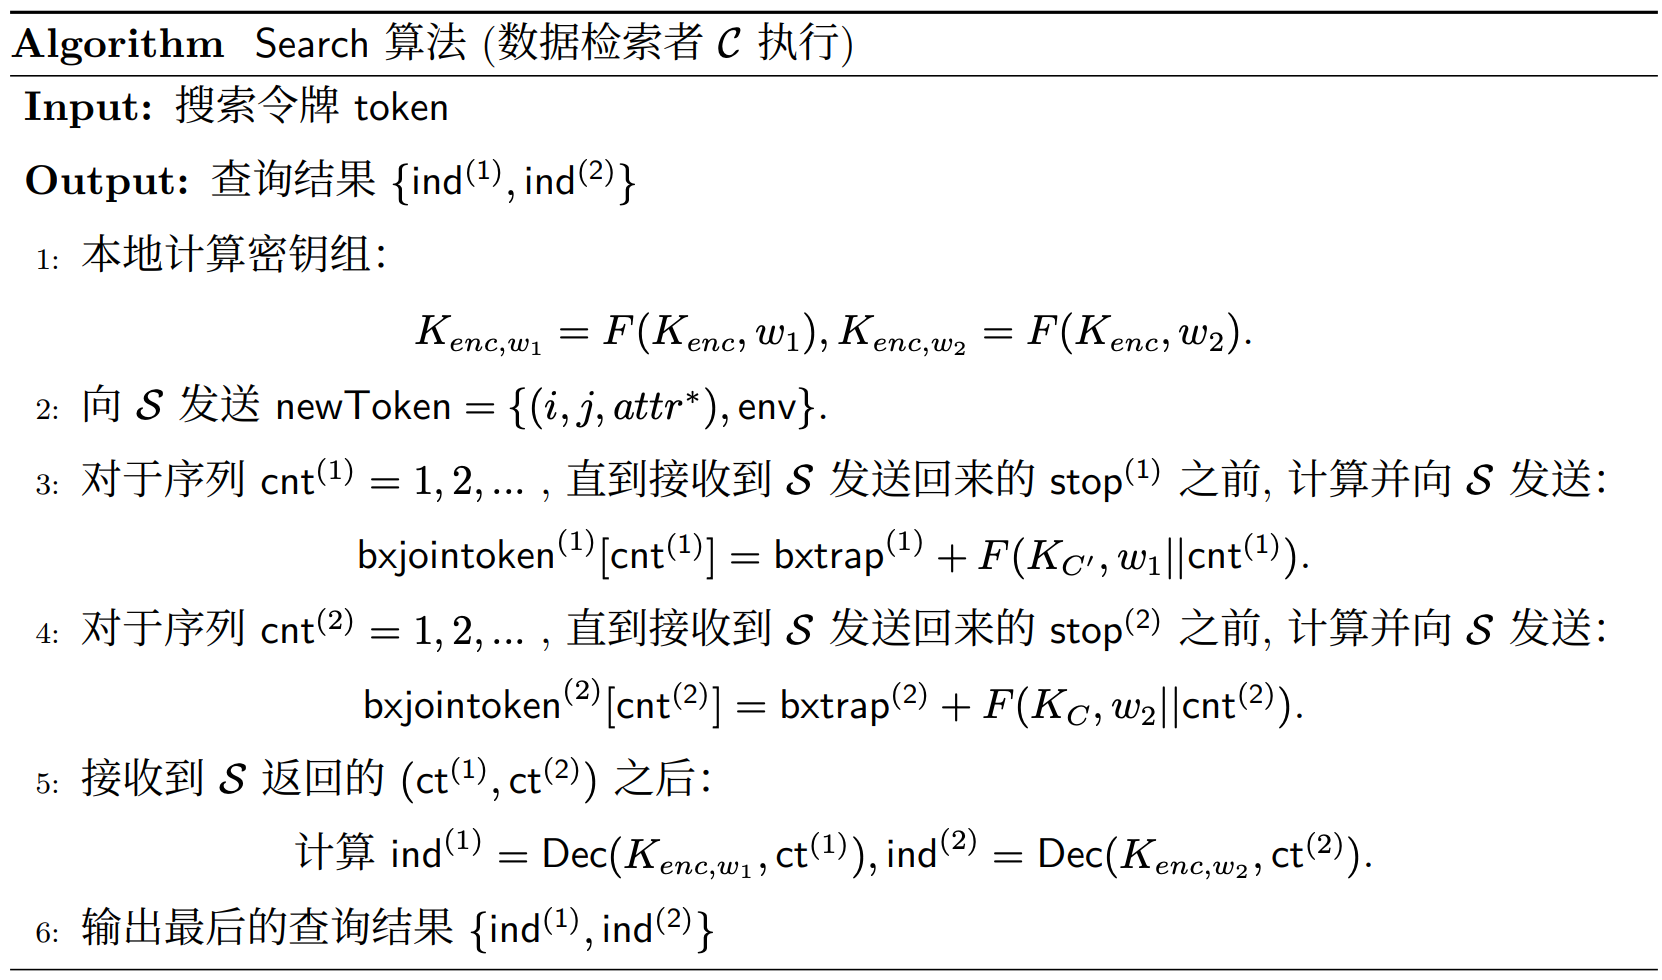 Algorithm Search 算法 (数据检索者 𝒞 执行)
Input: 搜索令牌 token
Output: 查询结果 {ind^(1), ind^(2)}
1: 本地计算密钥组:
K_{enc,w_1} = F(K_{enc}, w_1), K_{enc,w_2} = F(K_{enc}, w_2).
2: 向 𝒮 发送 newToken = {(i, j, attr*), env}.
3: 对于序列 cnt^(1) = 1, 2, ... , 直到接收到 𝒮 发送回来的 stop^(1) 之前, 计算并向 𝒮 发送:
bxjointoken^(1)[cnt^(1)] = bxtrap^(1) + F(K_{C'}, w_1||cnt^(1)).
4: 对于序列 cnt^(2) = 1, 2, ... , 直到接收到 𝒮 发送回来的 stop^(2) 之前, 计算并向 𝒮 发送:
bxjointoken^(2)[cnt^(2)] = bxtrap^(2) + F(K_C, w_2||cnt^(2)).
5: 接收到 𝒮 返回的 (ct^(1), ct^(2)) 之后:
计算 ind^(1) = Dec(K_{enc,w_1}, ct^(1)), ind^(2) = Dec(K_{enc,w_2}, ct^(2)).
6: 输出最后的查询结果 {ind^(1), ind^(2)}